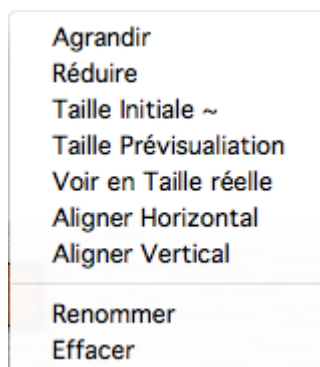 Agrandir
Réduire
Taille Initiale ~
Taille Prévisualiation
Voir en Taille réelle
Aligner Horizontal
Aligner Vertical
Renommer
Effacer